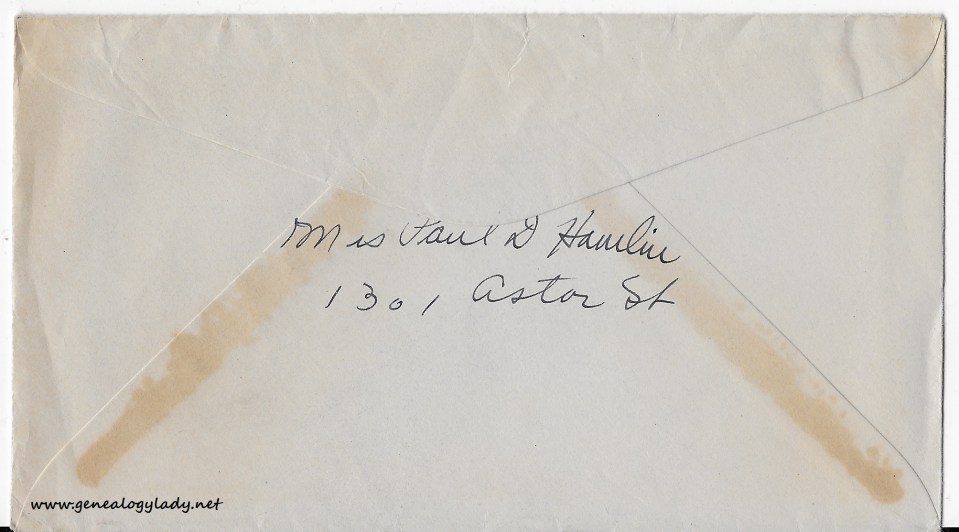 Mrs Paul D Hamlin
1301 Astor St
www.genealogylady.net